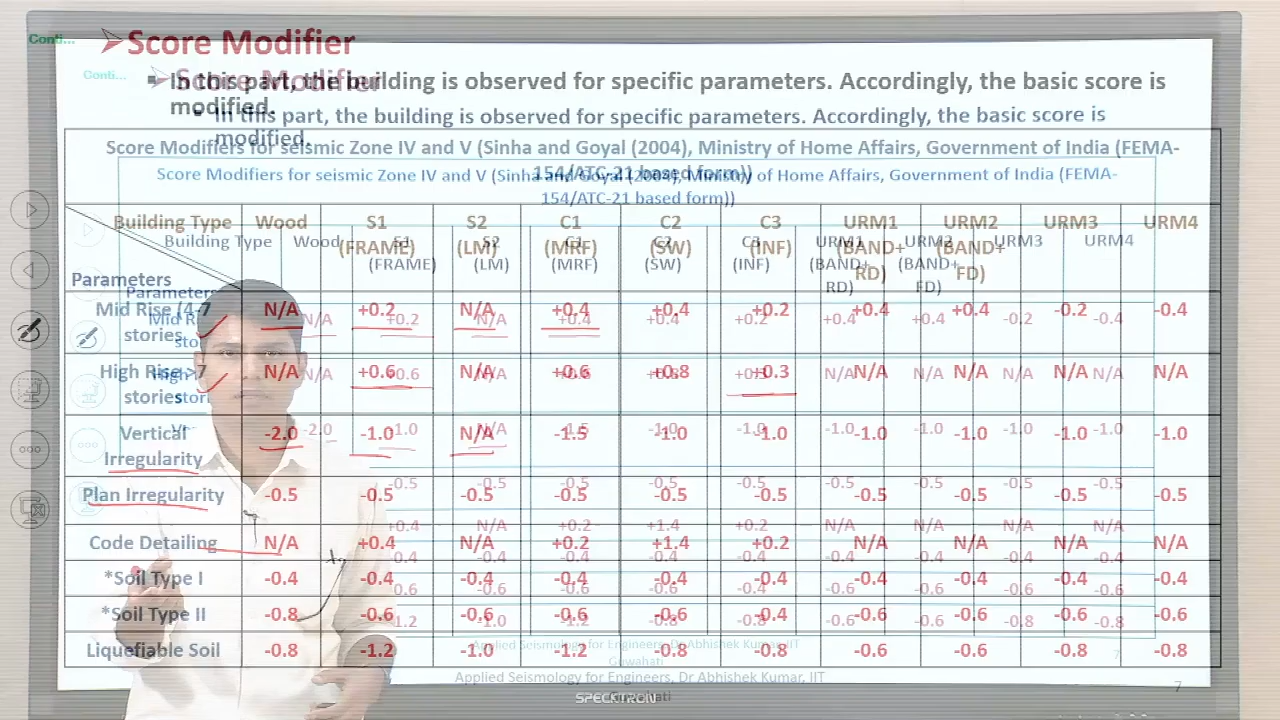 Conti...
➢Score Modifier
▪ In this part, the building is observed for specific parameters. Accordingly, the basic score is
modified.
Score Modifiers for seismic Zone IV and V (Sinha and Goyal (2004), Ministry of Home Affairs, Government of India (FEMA-
154/ATC-21 based form))
Building Type Wood S1 S2 C1 C2 C3 URM1 URM2 URM3 URM4
(FRAME) (LM) (MRF) (SW) (INF) (BAND+ (BAND+
RD) FD)
Parameters
Mid Rise (4-7 N/A +0.2 N/A +0.4 +0.4 +0.2 +0.4 +0.4 -0.2 -0.4
stories
High Rise >7 N/A +0.6 N/A +0.6 +0.8 +0.3 N/A N/A N/A N/A
stories
Vertical -2.0 -1.0 N/A -1.5 -1.0 -1.0 -1.0 -1.0 -1.0 -1.0
Irregularity
Plan Irregularity -0.5 -0.5 -0.5 -0.5 -0.5 -0.5 -0.5 -0.5 -0.5 -0.5
Code Detailing N/A +0.4 N/A +0.2 +1.4 +0.2 N/A N/A N/A N/A
*Soil Type I -0.4 -0.4 -0.4 -0.4 -0.4 -0.4 -0.4 -0.4 -0.4 -0.4
*Soil Type II -0.8 -0.6 -0.6 -0.6 -0.6 -0.4 -0.6 -0.6 -0.6 -0.6
Liquefiable Soil -0.8 -1.2 -1.0 -1.2 -0.8 -0.8 -0.6 -0.6 -0.8 -0.8
Applied Seismology for Engineers, Dr Abhishek Kumar, IIT
Guwahati
7
SPECKTRON